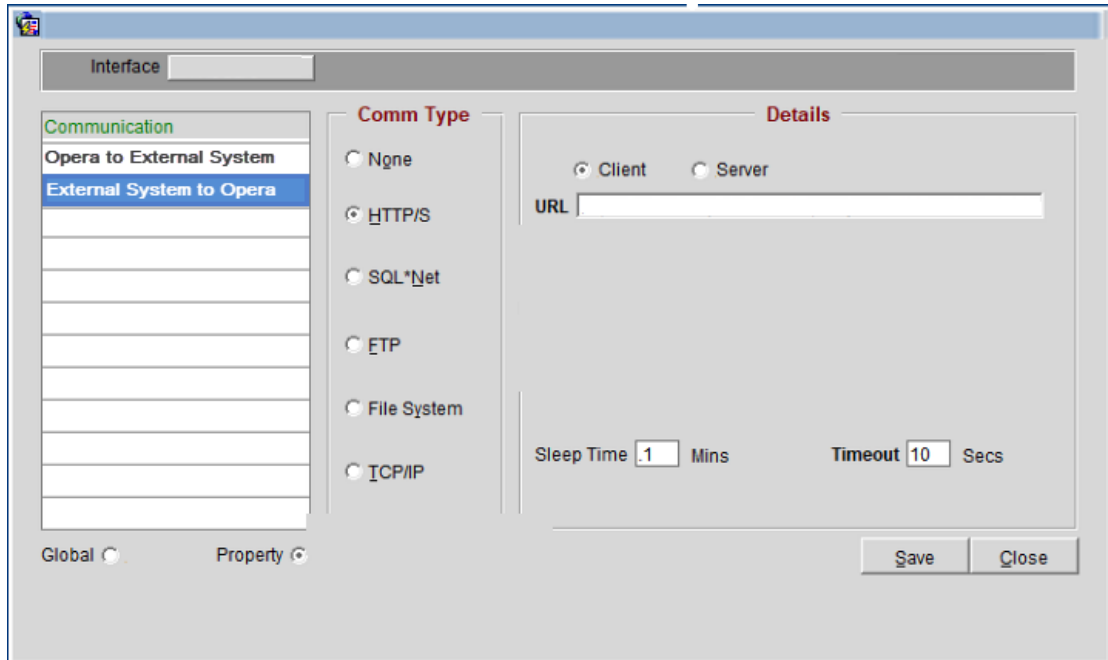 Interface
Communication
Opera to External System
External System to Opera
Comm Type
None
HTTP/S
SQL*Net
FTP
File System
TCP/IP
Details
Client Server
URL
Sleep Time .1 Mins Timeout 10 Secs
Global Property
Save Close